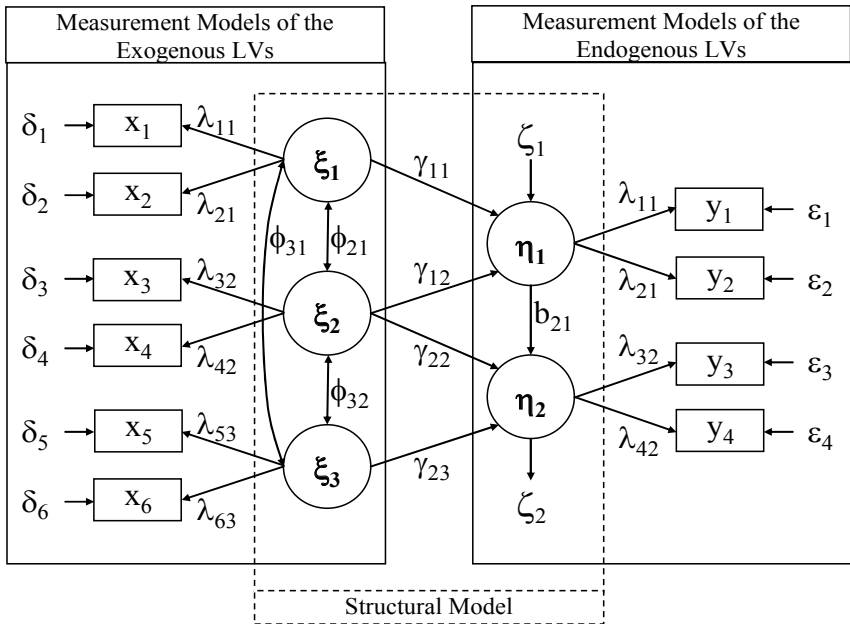 Measurement Models of the
Exogenous LVs
Measurement Models of the
Endogenous LVs
δ1
x1
λ11
δ2
x2
λ21
δ3
x3
λ32
δ4
x4
λ42
δ5
x5
λ53
δ6
x6
λ63
ξ1
ϕ31
ϕ21
ξ2
ϕ32
ξ3
γ11
γ12
γ22
γ23
ζ1
η1
b21
η2
ζ2
λ11
y1
ε1
λ21
y2
ε2
λ32
y3
ε3
λ42
y4
ε4
Structural Model